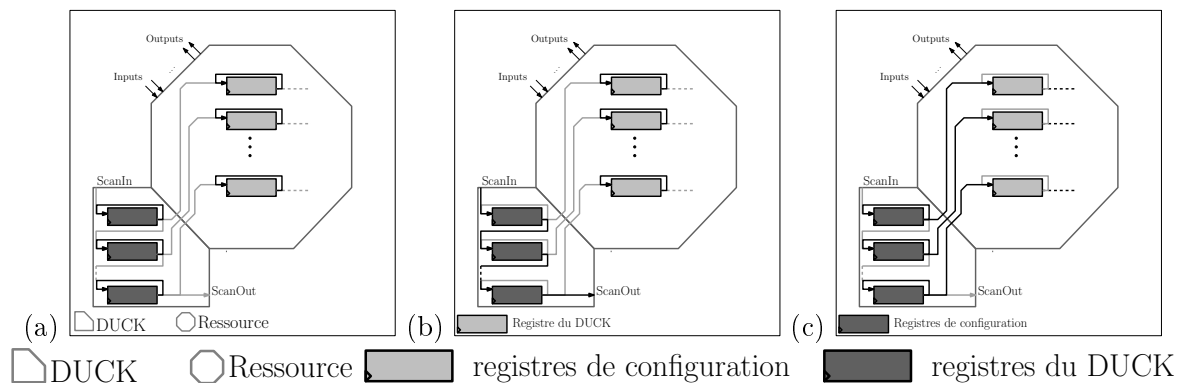 Outputs
Inputs
ScanIn
ScanOut
(a)
DUCK
Ressource
Outputs
Inputs
ScanIn
ScanOut
(b)
Registre du DUCK
Outputs
Inputs
ScanIn
ScanOut
(c)
Registres de configuration
DUCK
Ressource
registres de configuration
registres du DUCK